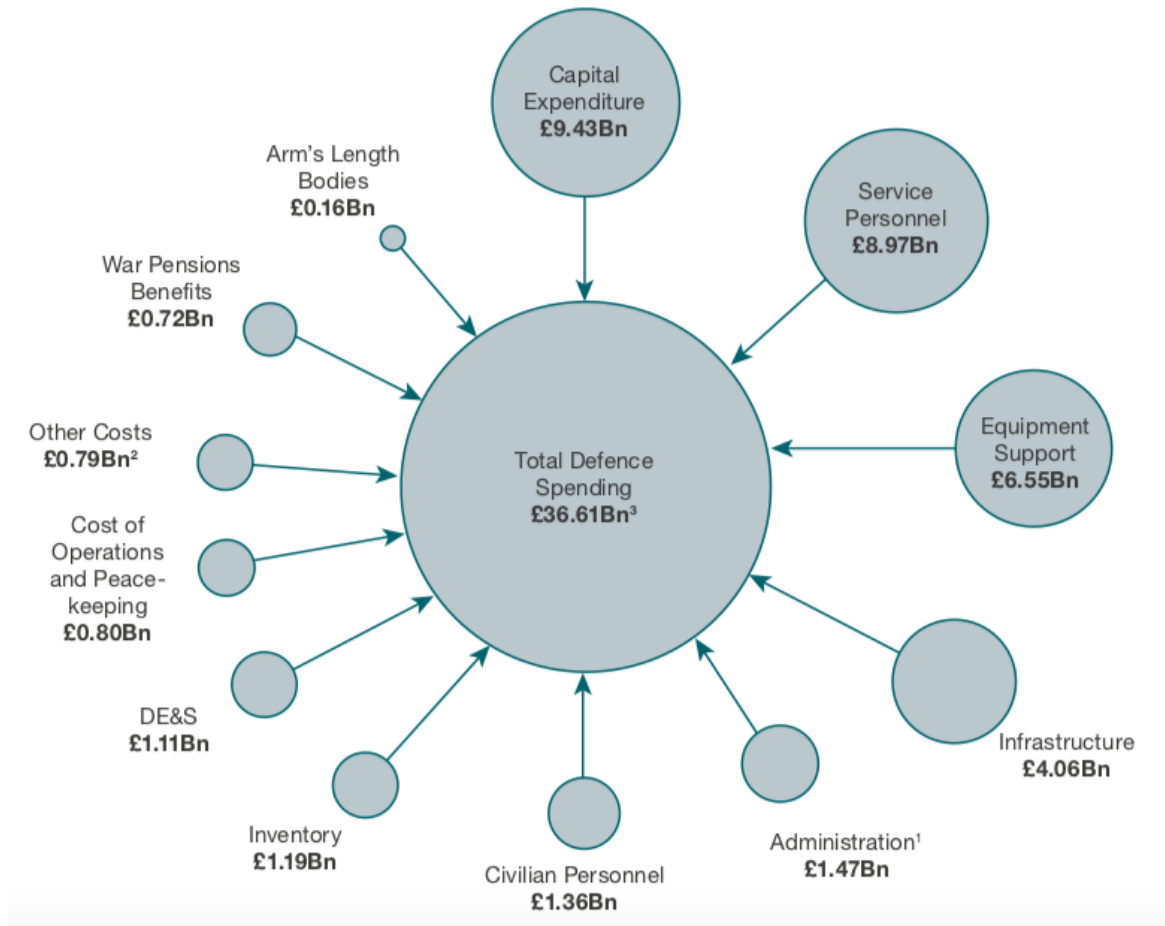 Capital
Expenditure
£9.43Bn
Service
Personnel
£8.97Bn
Equipment
Support
£6.55Bn
Infrastructure
£4.06Bn
Administration¹
£1.47Bn
Civilian Personnel
£1.36Bn
Inventory
£1.19Bn
DE&S
£1.11Bn
Cost of
Operations
and Peace-
keeping
£0.80Bn
Other Costs
£0.79Bn²
War Pensions
Benefits
£0.72Bn
Arm’s Length
Bodies
£0.16Bn
Total Defence
Spending
£36.61Bn³